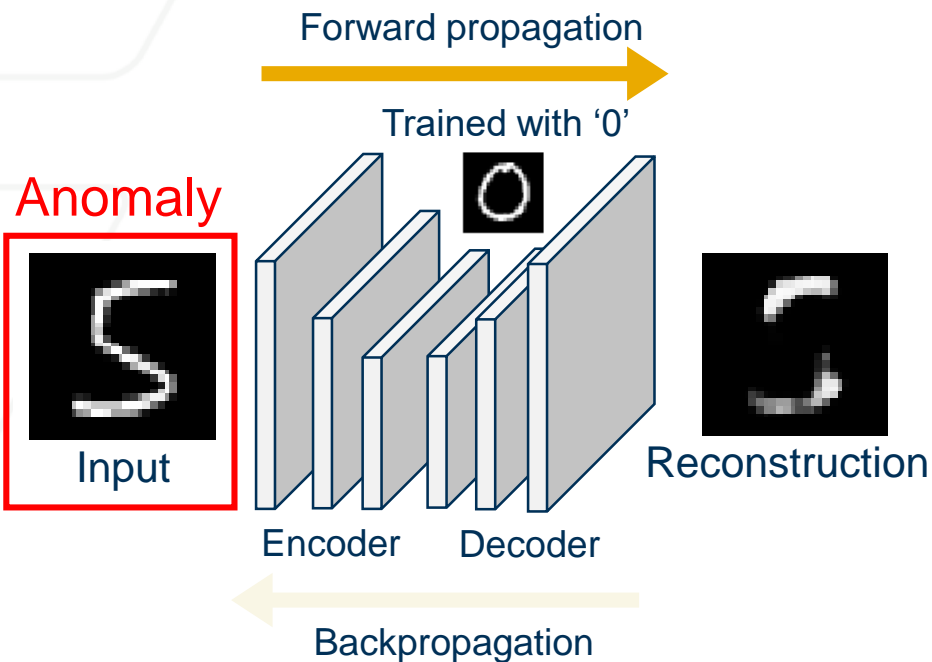 Forward propagation
Trained with ‘0’
Anomaly
Input
Reconstruction
Encoder
Decoder
Backpropagation